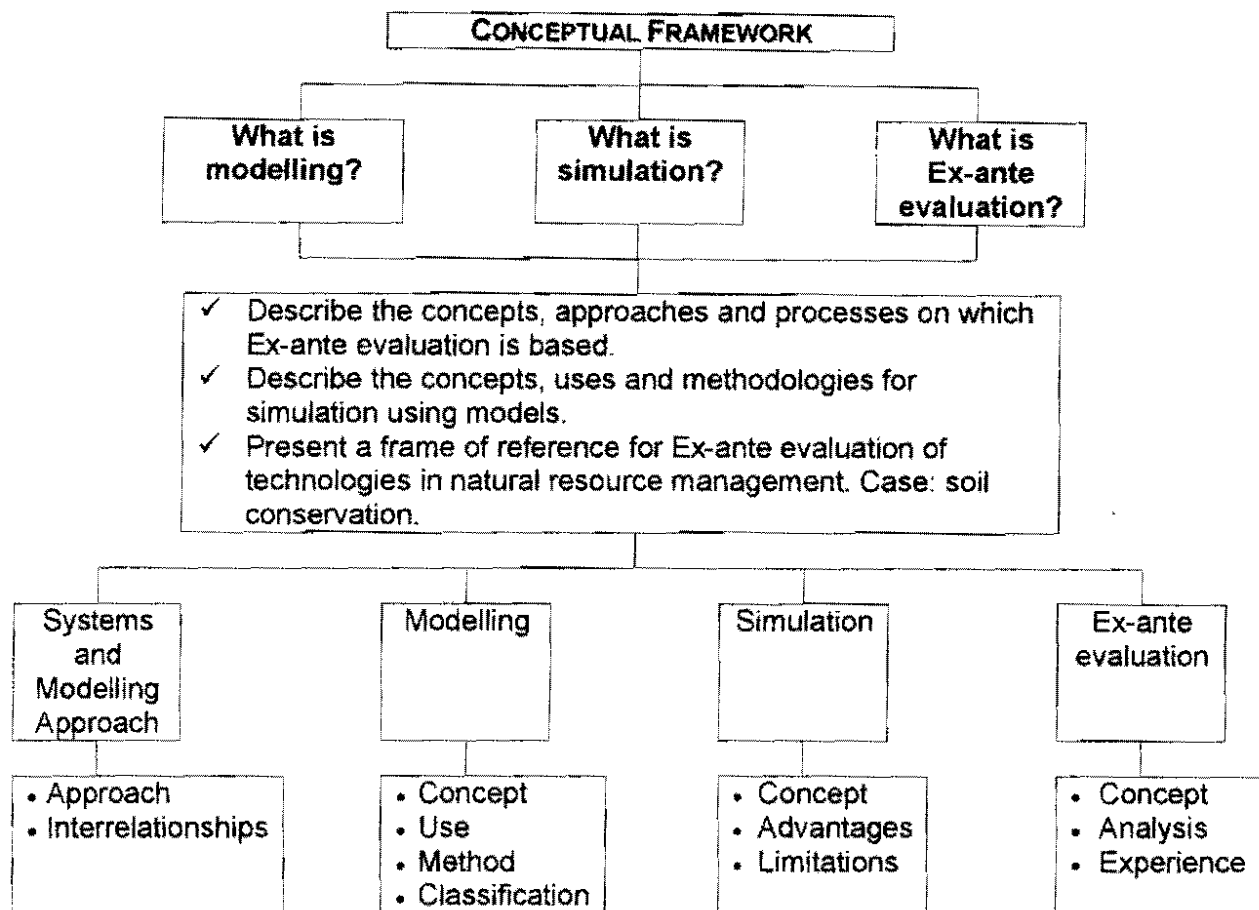 CONCEPTUAL FRAMEWORK
What is
modelling?
What is
simulation?
What is
Ex-ante
evaluation?
✓ Describe the concepts, approaches and processes on which
Ex-ante evaluation is based.
✓ Describe the concepts, uses and methodologies for
simulation using models.
✓ Present a frame of reference for Ex-ante evaluation of
technologies in natural resource management. Case: soil
conservation.
Systems
and
Modelling
Approach
Modelling
Simulation
Ex-ante
evaluation
• Approach
• Interrelationships
• Concept
• Use
• Method
• Classification
• Concept
• Advantages
• Limitations
• Concept
• Analysis
• Experience